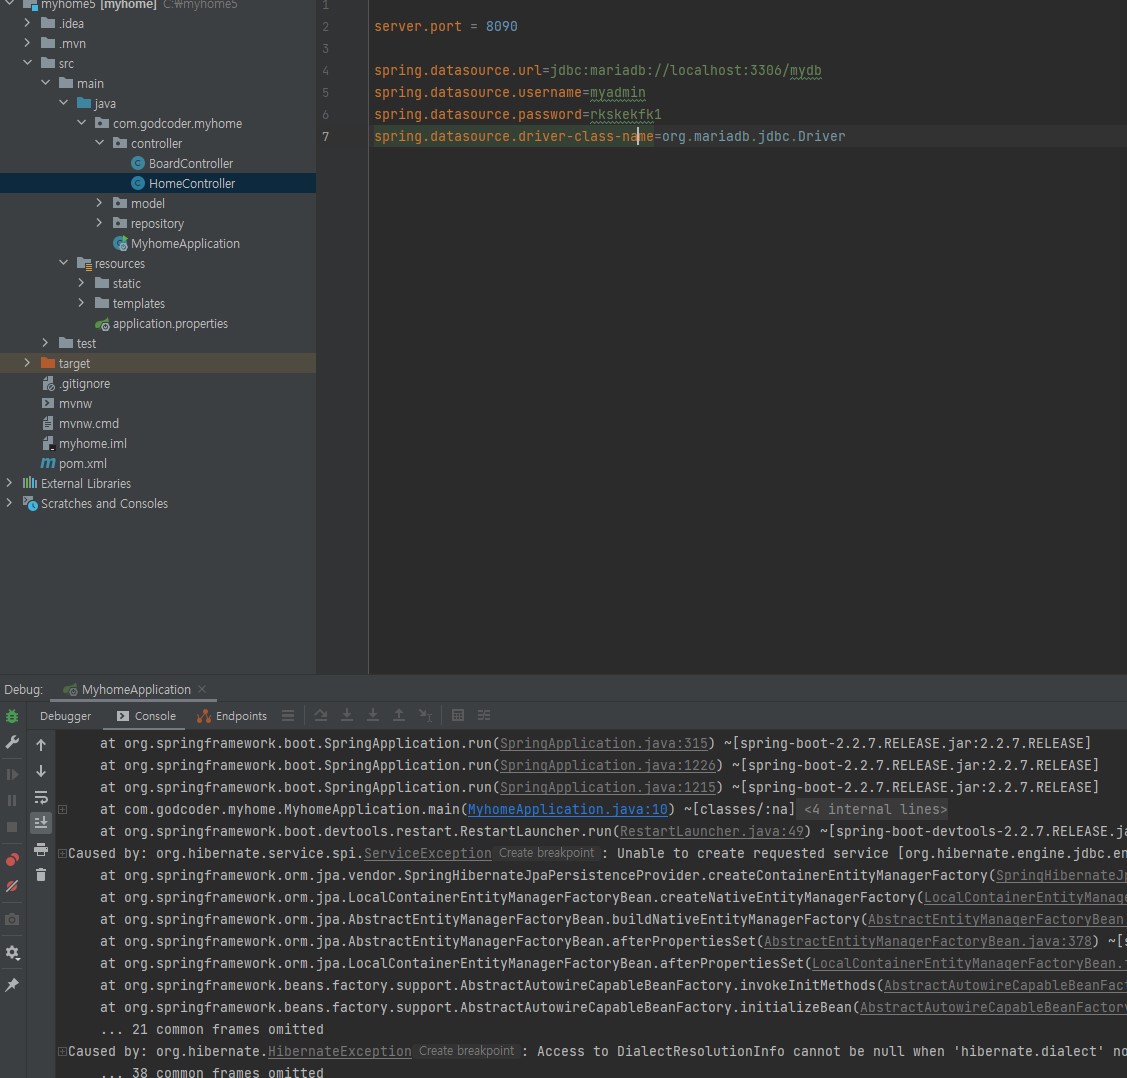 myhome5 [myhome] C:₩myhome5
.idea
.mvn
src
main
java
com.godcoder.myhome
controller
BoardController
HomeController
model
repository
MyhomeApplication
resources
static
templates
application.properties
test
target
.gitignore
mvnw
mvnw.cmd
myhome.iml
pom.xml
External Libraries
Scratches and Consoles
1
2 server.port = 8090
3
4 spring.datasource.url=jdbc:mariadb://localhost:3306/mydb
5 spring.datasource.username=myadmin
6 spring.datasource.password=rkskekfk1
7 spring.datasource.driver-class-name=org.mariadb.jdbc.Driver
Debug: MyhomeApplication
Debugger Console Endpoints
at org.springframework.boot.SpringApplication.run(SpringApplication.java:315) ~[spring-boot-2.2.7.RELEASE.jar:2.2.7.RELEASE]
at org.springframework.boot.SpringApplication.run(SpringApplication.java:1226) ~[spring-boot-2.2.7.RELEASE.jar:2.2.7.RELEASE]
at org.springframework.boot.SpringApplication.run(SpringApplication.java:1215) ~[spring-boot-2.2.7.RELEASE.jar:2.2.7.RELEASE]
at com.godcoder.myhome.MyhomeApplication.main(MyhomeApplication.java:10) ~[classes/:na] <4 internal lines>
at org.springframework.boot.devtools.restart.RestartLauncher.run(RestartLauncher.java:49) ~[spring-boot-devtools-2.2.7.RELEASE.ja
Caused by: org.hibernate.service.spi.ServiceException Create breakpoint : Unable to create requested service [org.hibernate.engine.jdbc.en
at org.springframework.orm.jpa.vendor.SpringHibernateJpaPersistenceProvider.createContainerEntityManagerFactory(SpringHibernateJp
at org.springframework.orm.jpa.LocalContainerEntityManagerFactoryBean.createNativeEntityManagerFactory(LocalContainerEntityManage
at org.springframework.orm.jpa.AbstractEntityManagerFactoryBean.buildNativeEntityManagerFactory(AbstractEntityManagerFactoryBean.
at org.springframework.orm.jpa.AbstractEntityManagerFactoryBean.afterPropertiesSet(AbstractEntityManagerFactoryBean.java:378) ~[s
at org.springframework.orm.jpa.LocalContainerEntityManagerFactoryBean.afterPropertiesSet(LocalContainerEntityManagerFactoryBean.
at org.springframework.beans.factory.support.AbstractAutowireCapableBeanFactory.invokeInitMethods(AbstractAutowireCapableBeanFact
at org.springframework.beans.factory.support.AbstractAutowireCapableBeanFactory.initializeBean(AbstractAutowireCapableBeanFactory
... 21 common frames omitted
Caused by: org.hibernate.HibernateException Create breakpoint : Access to DialectResolutionInfo cannot be null when 'hibernate.dialect' no
... 38 common frames omitted